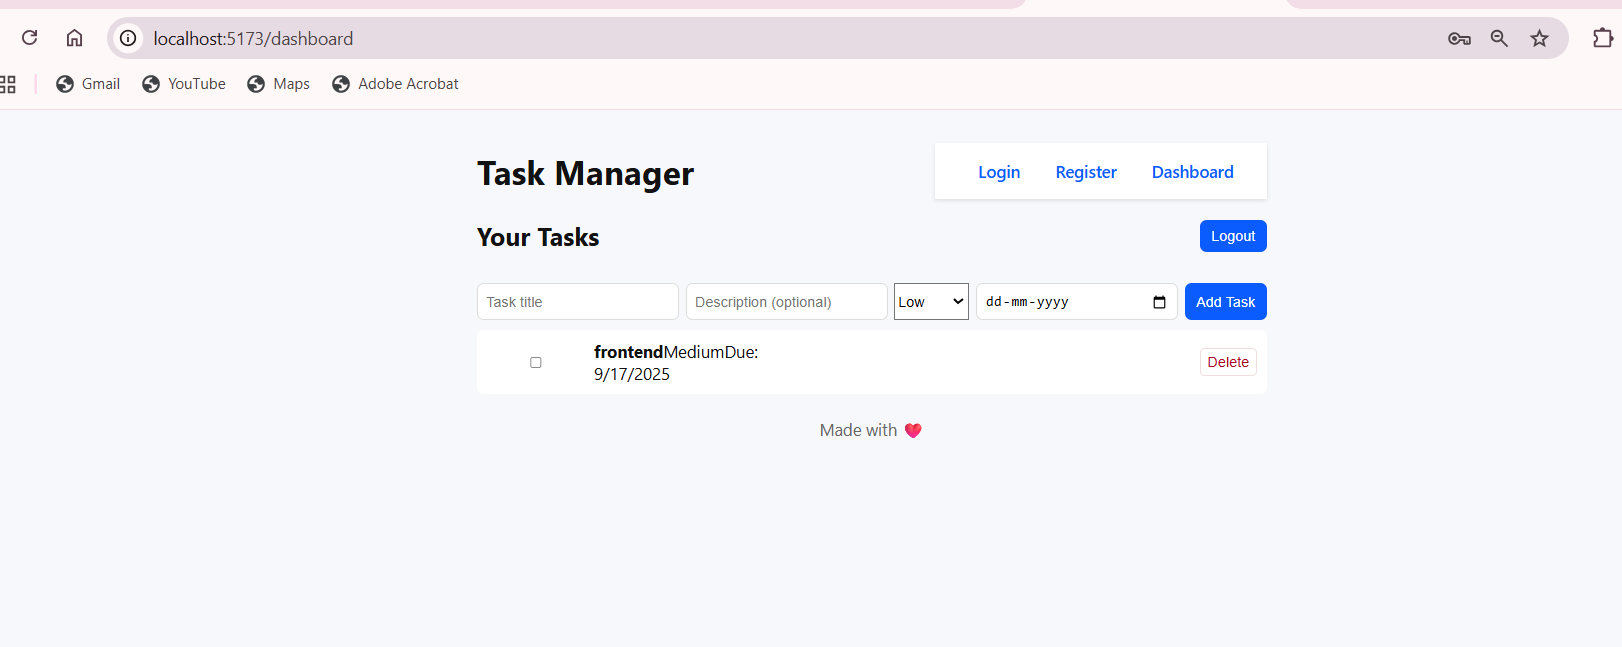 localhost:5173/dashboard
Gmail YouTube Maps Adobe Acrobat
Task Manager Login Register Dashboard
Your Tasks Logout
Task title Description (optional) Low dd-mm-yyyy Add Task
frontendMediumDue:
9/17/2025
Delete
Made with ❤️